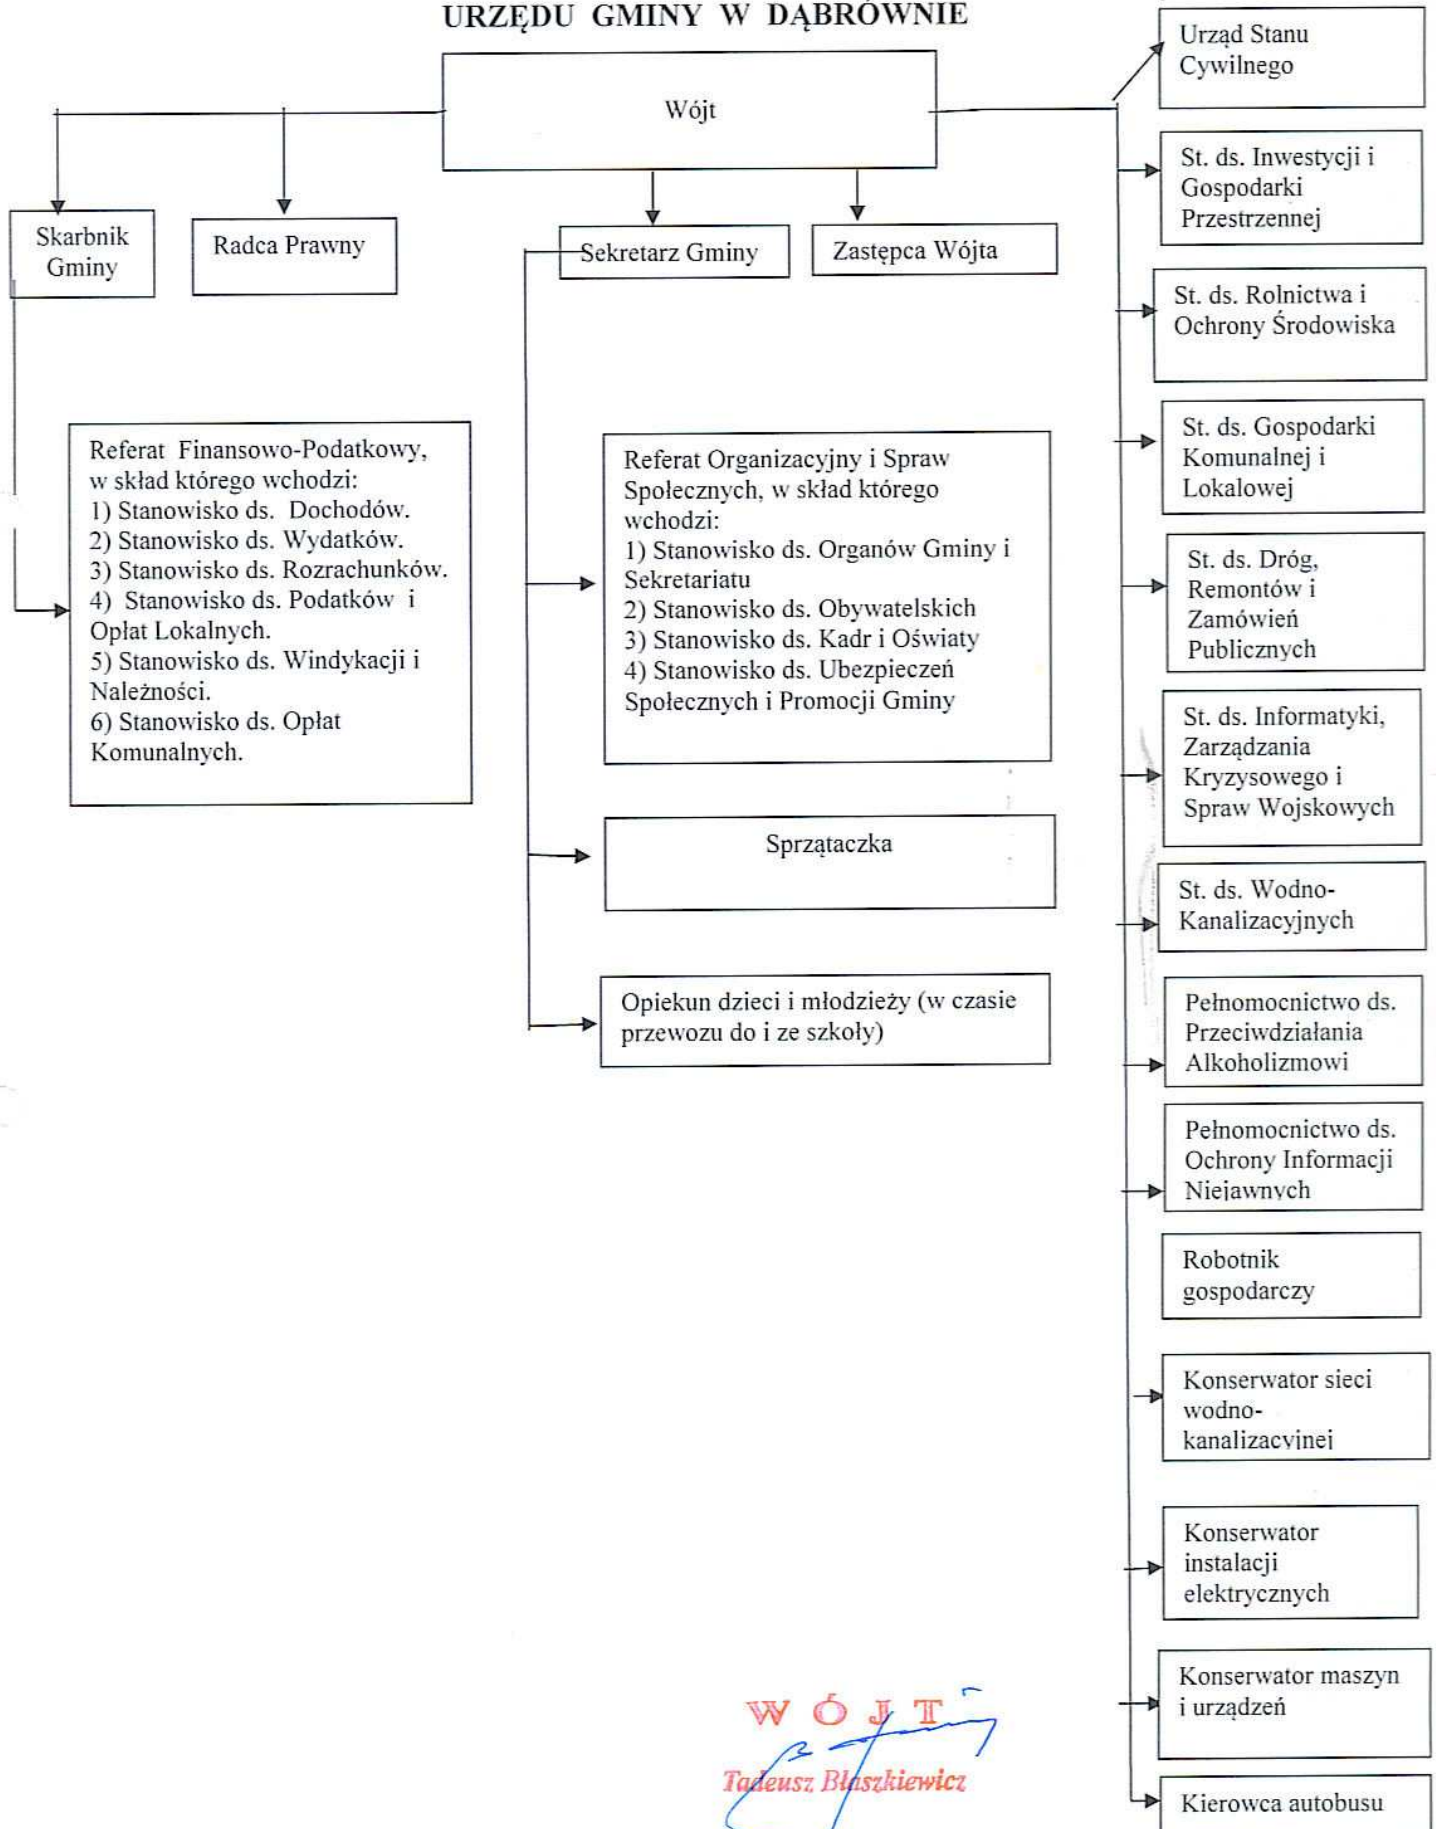 URZĘDU GMINY W DĄBRÓWNIE
Wójt
Skarbnik
Gminy
Radca Prawny
Sekretarz Gminy
Zastępca Wójta
Referat Finansowo-Podatkowy,
w skład którego wchodzi:
1) Stanowisko ds. Dochodów.
2) Stanowisko ds. Wydatków.
3) Stanowisko ds. Rozrachunków.
4) Stanowisko ds. Podatków i
Opłat Lokalnych.
5) Stanowisko ds. Windykacji i
Należności.
6) Stanowisko ds. Opłat
Komunalnych.
Referat Organizacyjny i Spraw
Społecznych, w skład którego
wchodzi:
1) Stanowisko ds. Organów Gminy i
Sekretariatu
2) Stanowisko ds. Obywatelskich
3) Stanowisko ds. Kadr i Oświaty
4) Stanowisko ds. Ubezpieczeń
Społecznych i Promocji Gminy
Sprzątaczka
Opiekun dzieci i młodzieży (w czasie
przewozu do i ze szkoły)
Urząd Stanu
Cywilnego
St. ds. Inwestycji i
Gospodarki
Przestrzennej
St. ds. Rolnictwa i
Ochrony Środowiska
St. ds. Gospodarki
Komunalnej i
Lokalowej
St. ds. Dróg,
Remontów i
Zamówień
Publicznych
St. ds. Informatyki,
Zarządzania
Kryzysowego i
Spraw Wojskowych
St. ds. Wodno-
Kanalizacyjnych
Pełnomocnictwo ds.
Przeciwdziałania
Alkoholizmowi
Pełnomocnictwo ds.
Ochrony Informacji
Niejawnych
Robotnik
gospodarczy
Konserwator sieci
wodno-
kanalizacyjnej
Konserwator
instalacji
elektrycznych
Konserwator maszyn
i urządzeń
Kierowca autobusu
WÓJT
Tadeusz Błaszkiewicz